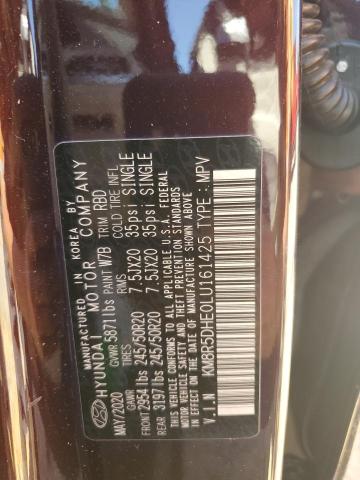 MANUFACTURED IN KOREA BY
HYUNDAI MOTOR COMPANY
MAY/2020 GVWR 5871lbs PAINT W7B TRIM RBD
GAWR TIRES RIMS COLD TIRE INFL
FRONT 2954lbs 245/50R20 7.5JX20 35psi SINGLE
REAR 3197lbs 245/50R20 7.5JX20 35psi SINGLE
THIS VEHICLE CONFORMS TO ALL APPLICABLE U.S.A. FEDERAL
MOTOR VEHICLE SAFETY, BUMPER, AND THEFT PREVENTION STANDARDS
IN EFFECT ON THE DATE OF MANUFACTURE SHOWN ABOVE.
V.I.N : KM8R5DHE0LU161425 TYPE : MPV